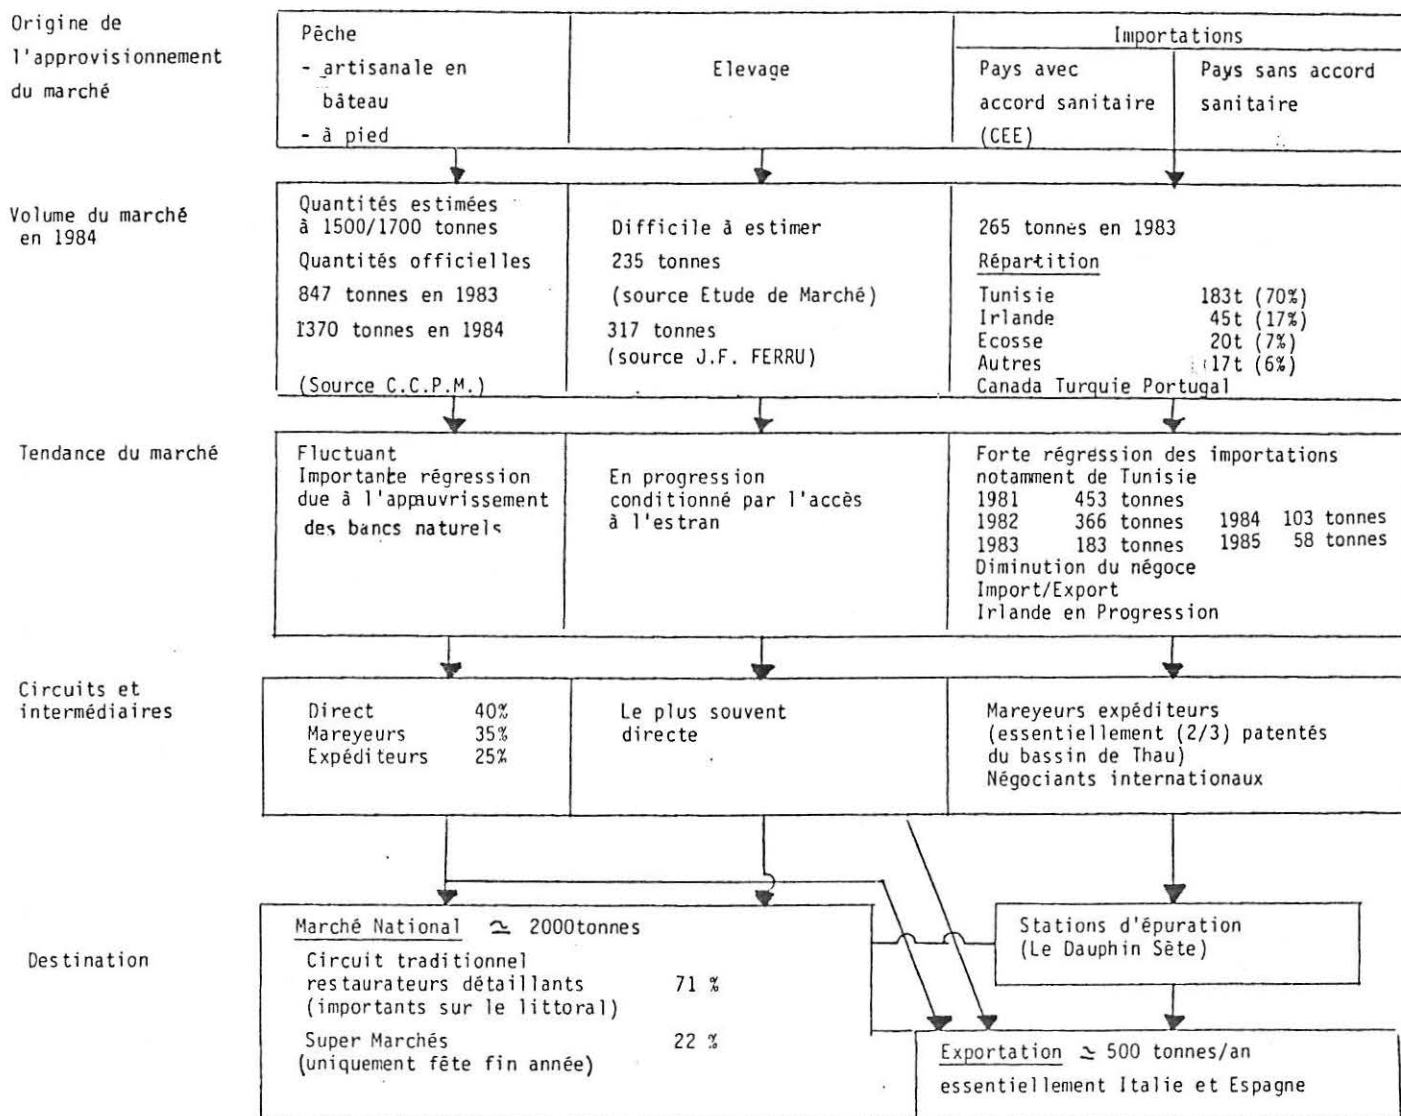 Origine de
l'approvisionnement
du marché
Pêche
- artisanale en
bâteau
- à pied
Elevage
Importations
Pays avec
accord sanitaire
(CEE)
Pays sans accord
sanitaire
Volume du marché
en 1984
Quantités estimées
à 1500/1700 tonnes
Quantités officielles
847 tonnes en 1983
1370 tonnes en 1984
(Source C.C.P.M.)
Difficile à estimer
235 tonnes
(source Etude de Marché)
317 tonnes
(source J.F. FERRU)
265 tonnes en 1983
Répartition
Tunisie 183t (70%)
Irlande 45t (17%)
Ecosse 20t (7%)
Autres 17t (6%)
Canada Turquie Portugal
Tendance du marché
Fluctuant
Importante régression
due à l'appauvrissement
des bancs naturels
En progression
conditionné par l'accès
à l'estran
Forte régression des importations
notamment de Tunisie
1981 453 tonnes
1982 366 tonnes 1984 103 tonnes
1983 183 tonnes 1985 58 tonnes
Diminution du négoce
Import/Export
Irlande en Progression
Circuits et
intermédiaires
Direct 40%
Mareyeurs 35%
Expéditeurs 25%
Le plus souvent
directe
Mareyeurs expéditeurs
(essentiellement (2/3) patentés
du bassin de Thau)
Négociants internationaux
Destination
Marché National ≃ 2000tonnes
Circuit traditionnel
restaurateurs détaillants 71 %
(importants sur le littoral)
Super Marchés 22 %
(uniquement fête fin année)
Stations d'épuration
(Le Dauphin Sète)
Exportation ≃ 500 tonnes/an
essentiellement Italie et Espagne